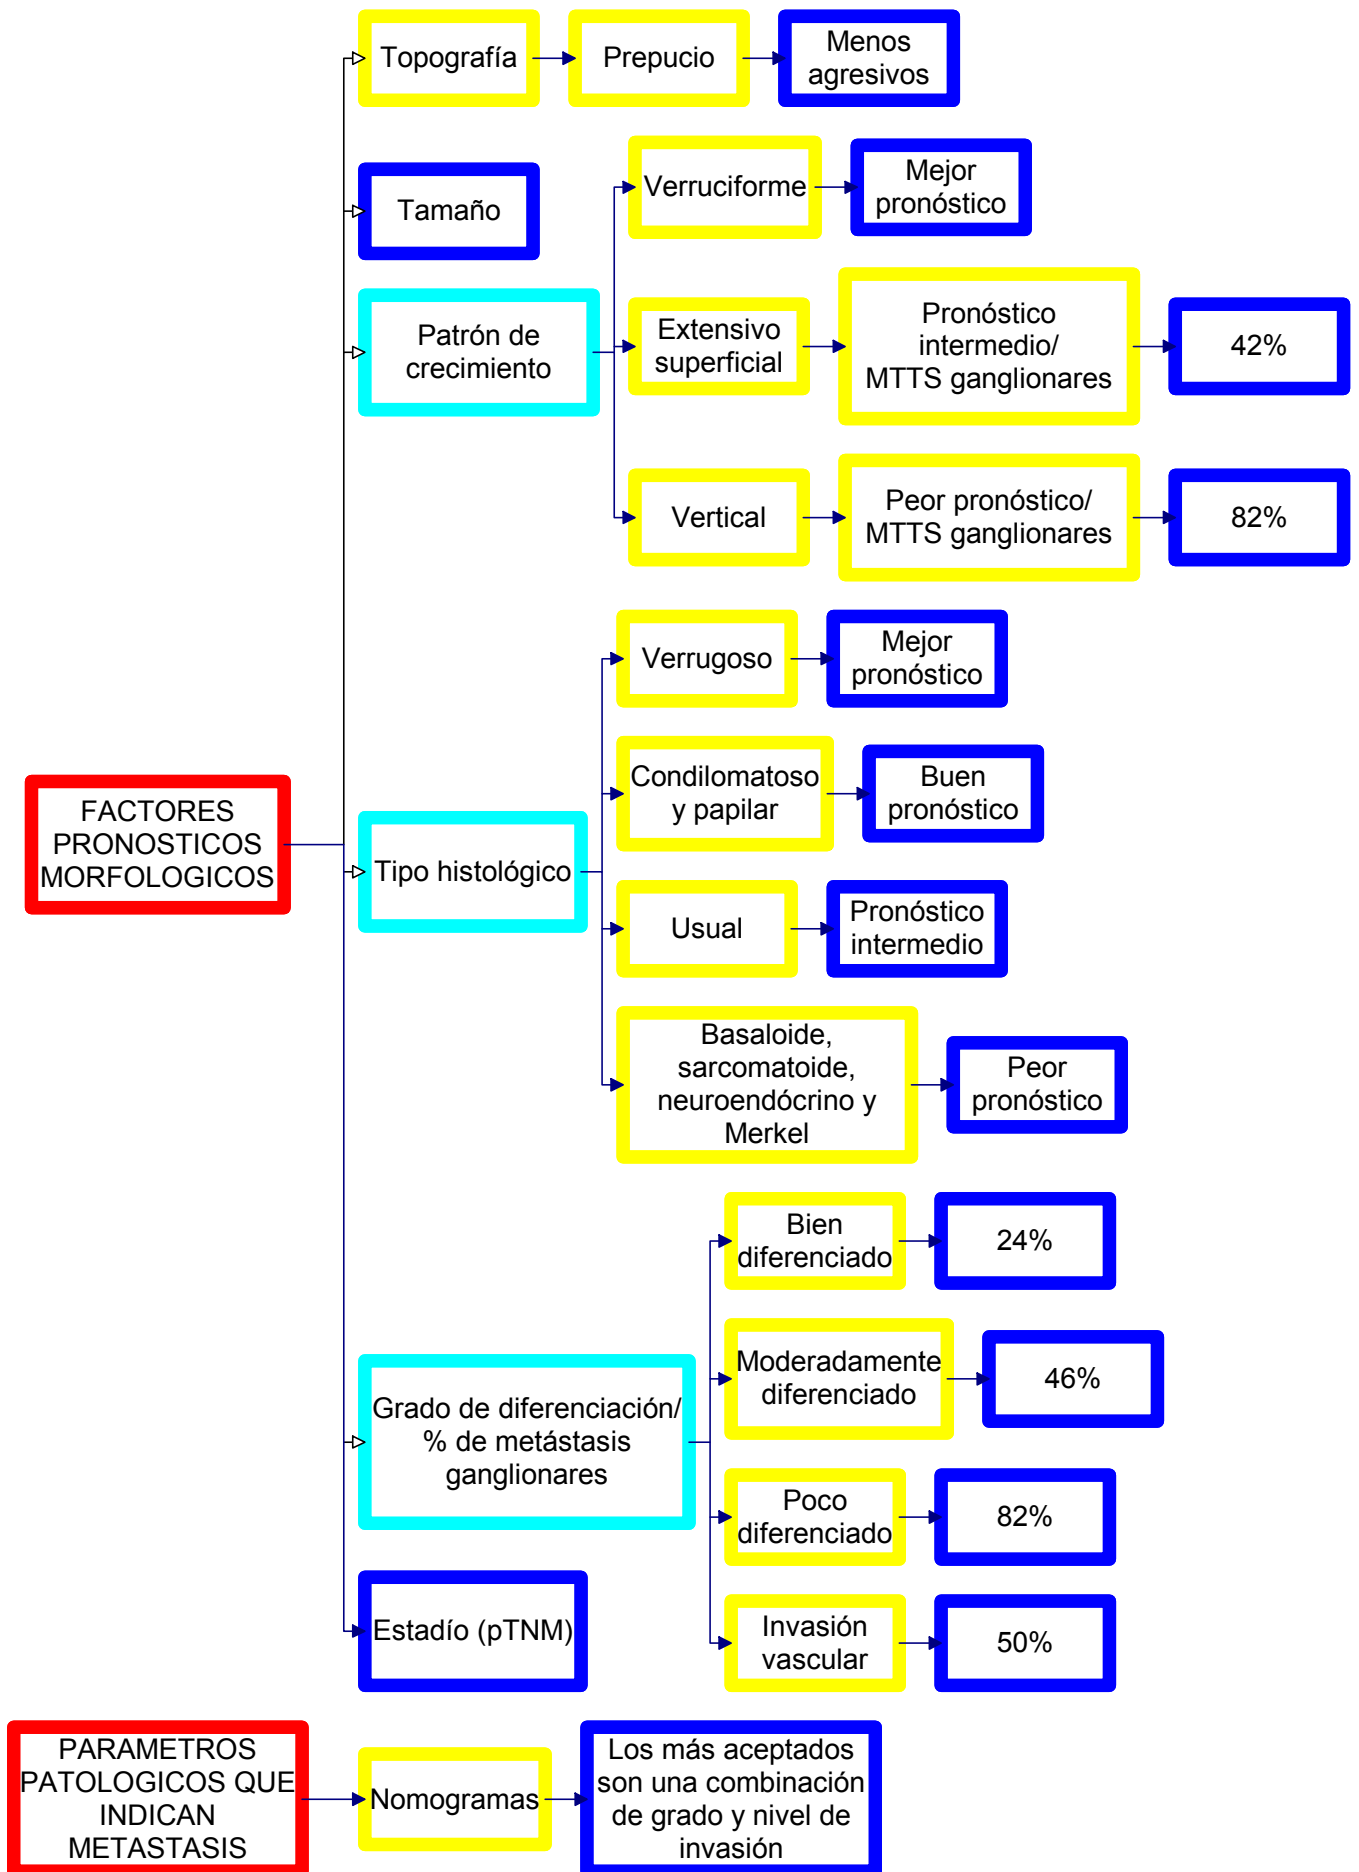 Topografía
Prepucio
Menos
agresivos
Tamaño
Verruciforme
Mejor
pronóstico
Patrón de
crecimiento
Extensivo
superficial
Pronóstico
intermedio/
MTTS ganglionares
42%
Vertical
Peor pronóstico/
MTTS ganglionares
82%
FACTORES
PRONOSTICOS
MORFOLOGICOS
Tipo histológico
Verrugoso
Mejor
pronóstico
Condilomatoso
y papilar
Buen
pronóstico
Usual
Pronóstico
intermedio
Basaloide,
sarcomatoide,
neuroendócrino y
Merkel
Peor
pronóstico
Grado de diferenciación/
% de metástasis
ganglionares
Bien
diferenciado
24%
Moderadamente
diferenciado
46%
Poco
diferenciado
82%
Invasión
vascular
50%
Estadío (pTNM)
PARAMETROS
PATOLOGICOS QUE
INDICAN
METASTASIS
Nomogramas
Los más aceptados
son una combinación
de grado y nivel de
invasión